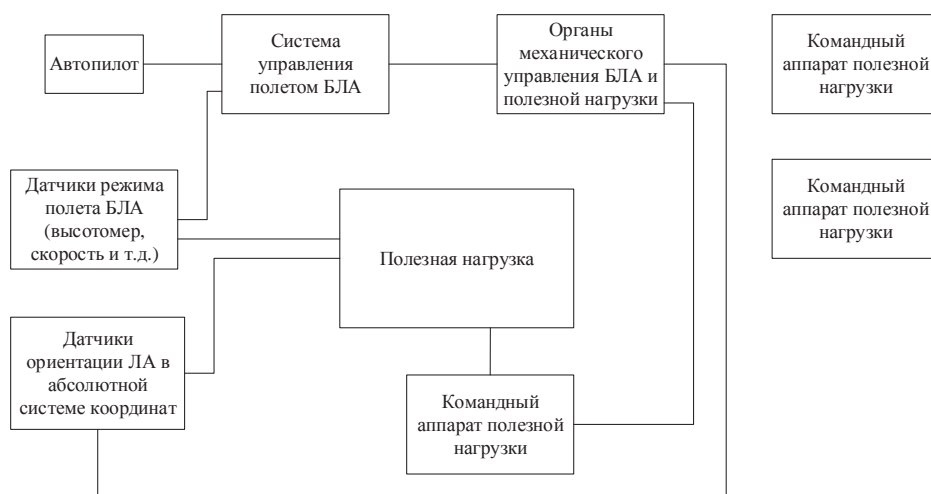 Автопилот
Система
управления
полетом БЛА
Органы
механического
управления БЛА и
полезной нагрузки
Командный
аппарат полезной
нагрузки
Датчики режима
полета БЛА
(высотомер,
скорость и т.д.)
Полезная нагрузка
Командный
аппарат полезной
нагрузки
Датчики
ориентации ЛА в
абсолютной
системе координат
Командный
аппарат полезной
нагрузки